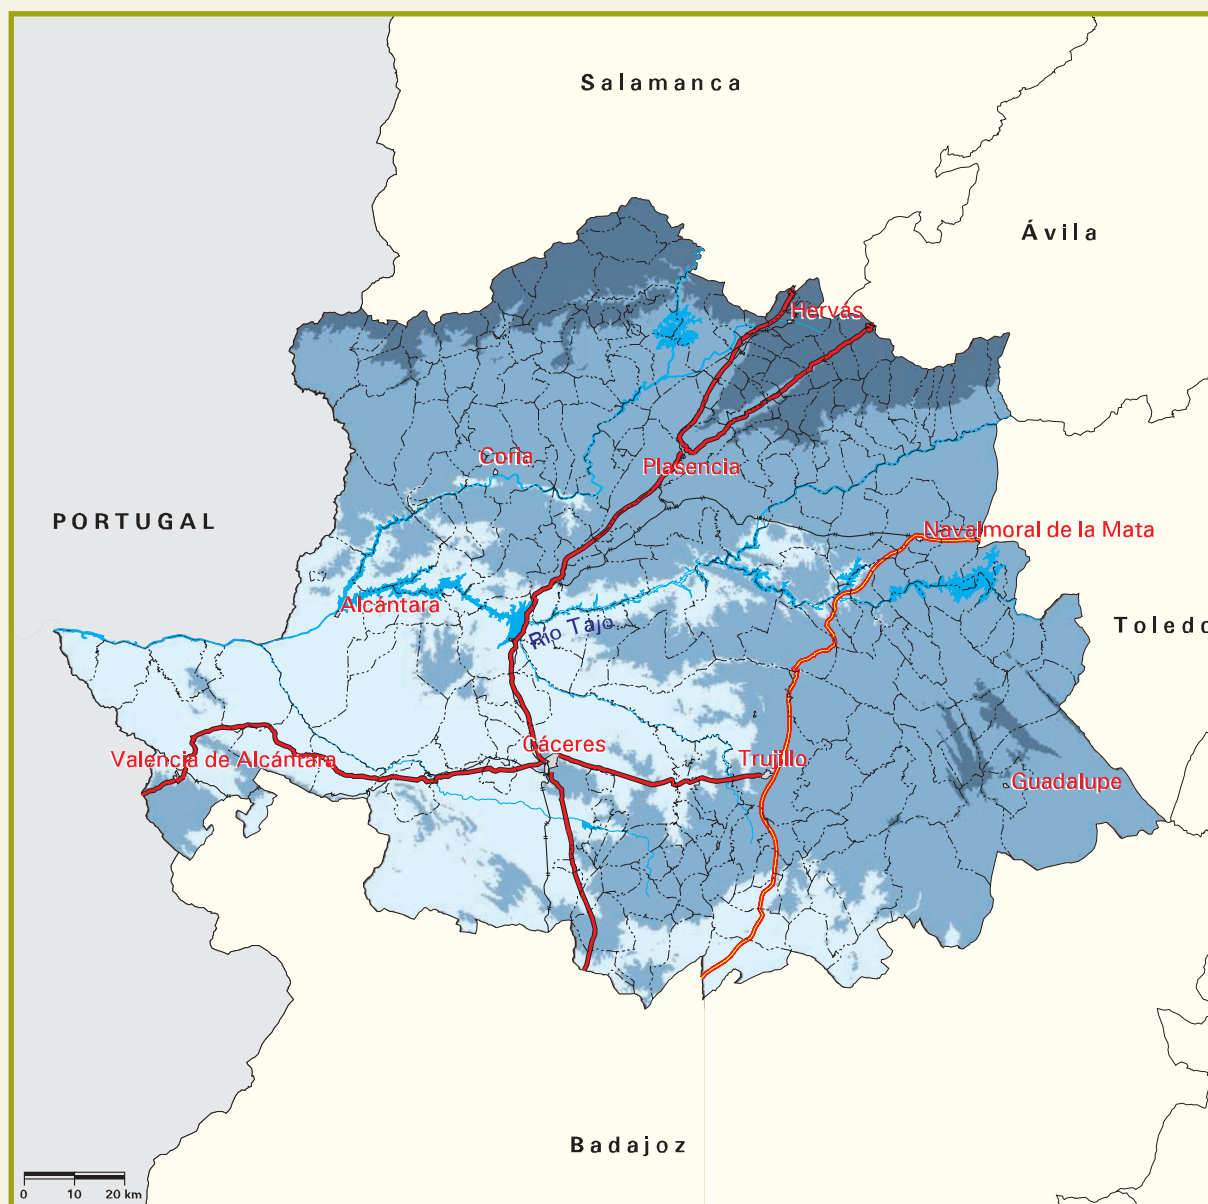 Salamanca
Ávila
Hervás
Coria
Plasencia
PORTUGAL
Navalmoral de la Mata
Alcántara
Río Tájo
Toledo
Cáceres
Valencia de Alcántara
Trujillo
Guadalupe
Badajoz
0 10 20 km